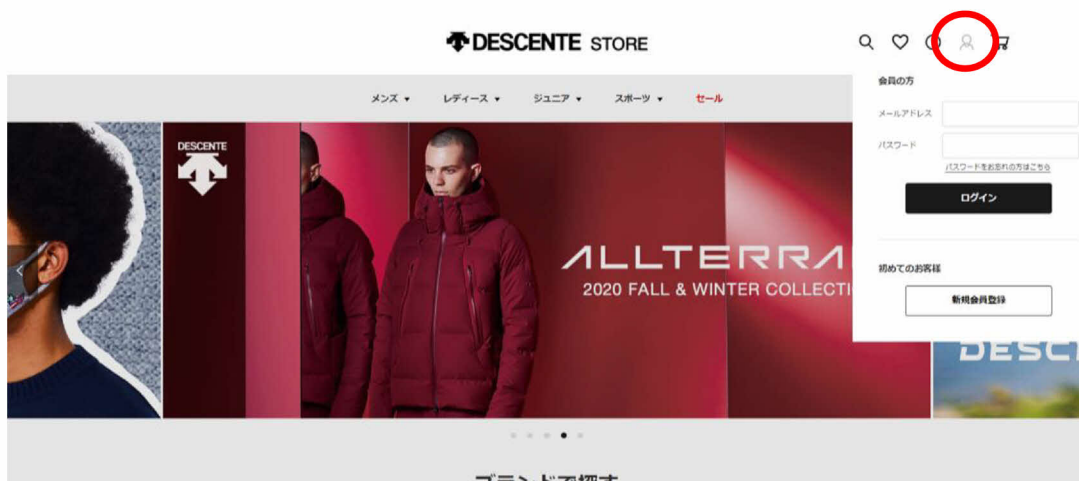 DESCENTE STORE
メンズ ▼ レディース ▼ ジュニア ▼ スポーツ ▼ セール
会員の方
メールアドレス
パスワード
パスワードをお忘れの方はこちら
ログイン
初めてのお客様
新規会員登録
DESCENTE
ALLTERRA
2020 FALL & WINTER COLLECTI
DESC
ブランドで探す